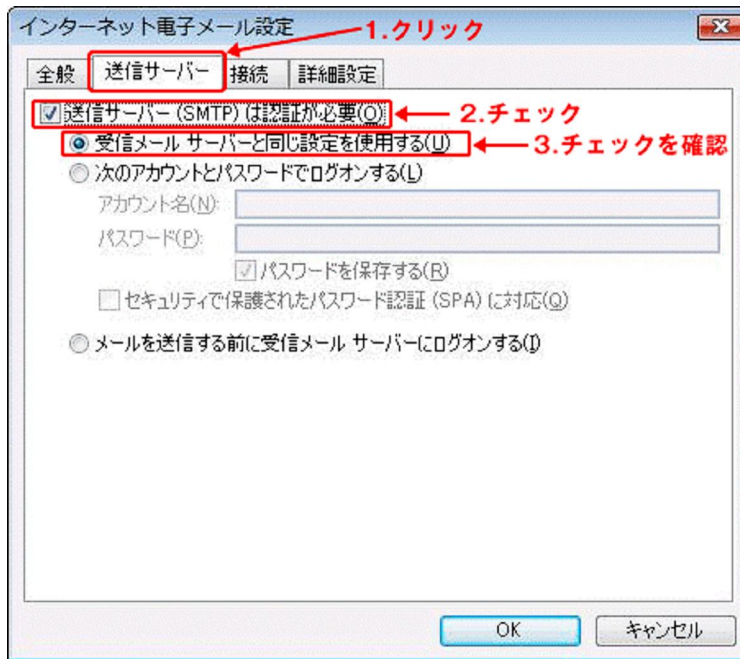 インターネット電子メール設定
1.クリック
全般 送信サーバー 接続 詳細設定
送信サーバー (SMTP) は認証が必要(O) 2.チェック
受信メール サーバーと同じ設定を使用する(U) 3.チェックを確認
次のアカウントとパスワードでログオンする(L)
アカウント名(N):
パスワード(P):
パスワードを保存する(R)
セキュリティで保護されたパスワード認証 (SPA) に対応(Q)
メールを送信する前に受信メール サーバーにログオンする(I)
OK キャンセル